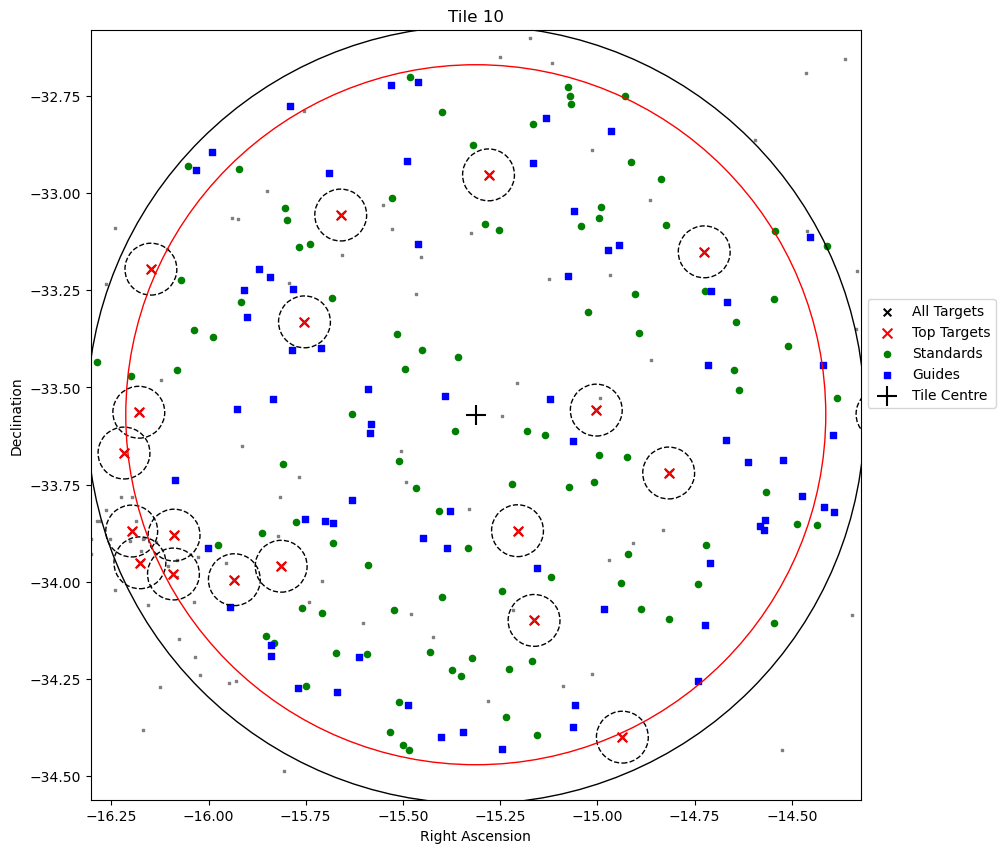 Tile 10
Declination
−32.75
−33.00
−33.25
−33.50
−33.75
−34.00
−34.25
−34.50
All Targets
Top Targets
Standards
Guides
Tile Centre
−16.25 −16.00 −15.75 −15.50 −15.25 −15.00 −14.75 −14.50
Right Ascension